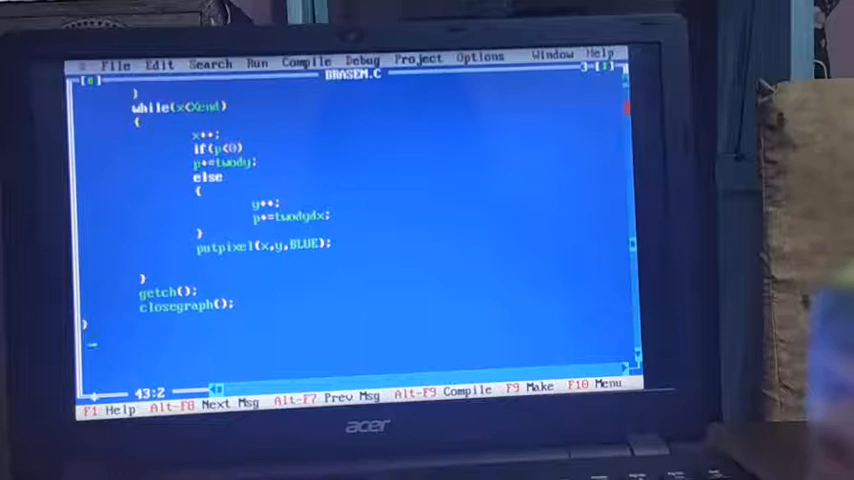 File Edit Search Run Compile Debug Project Options Window Help
BRASEM.C 3
}
while(x<Xend)
{
x++;
if(p<0)
p+=twody;
else
{
y++;
p+=twodydx;
}
putpixel(x,y,BLUE);
}
getch();
closegraph();
}
43:2
F1 Help Alt-F8 Next Msg Alt-F7 Prev Msg Alt-F9 Compile F9 Make F10 Menu
acer